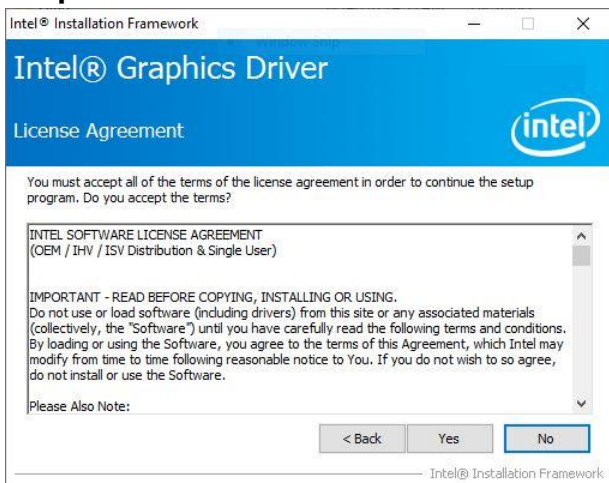 Intel® Installation Framework
Window Snip
Intel® Graphics Driver
License Agreement
intel
You must accept all of the terms of the license agreement in order to continue the setup
program. Do you accept the terms?
INTEL SOFTWARE LICENSE AGREEMENT
(OEM / IHV / ISV Distribution & Single User)
IMPORTANT - READ BEFORE COPYING, INSTALLING OR USING.
Do not use or load software (including drivers) from this site or any associated materials
(collectively, the "Software") until you have carefully read the following terms and conditions.
By loading or using the Software, you agree to the terms of this Agreement, which Intel may
modify from time to time following reasonable notice to You. If you do not wish to so agree,
do not install or use the Software.
Please Also Note:
< Back Yes No
Intel® Installation Framework